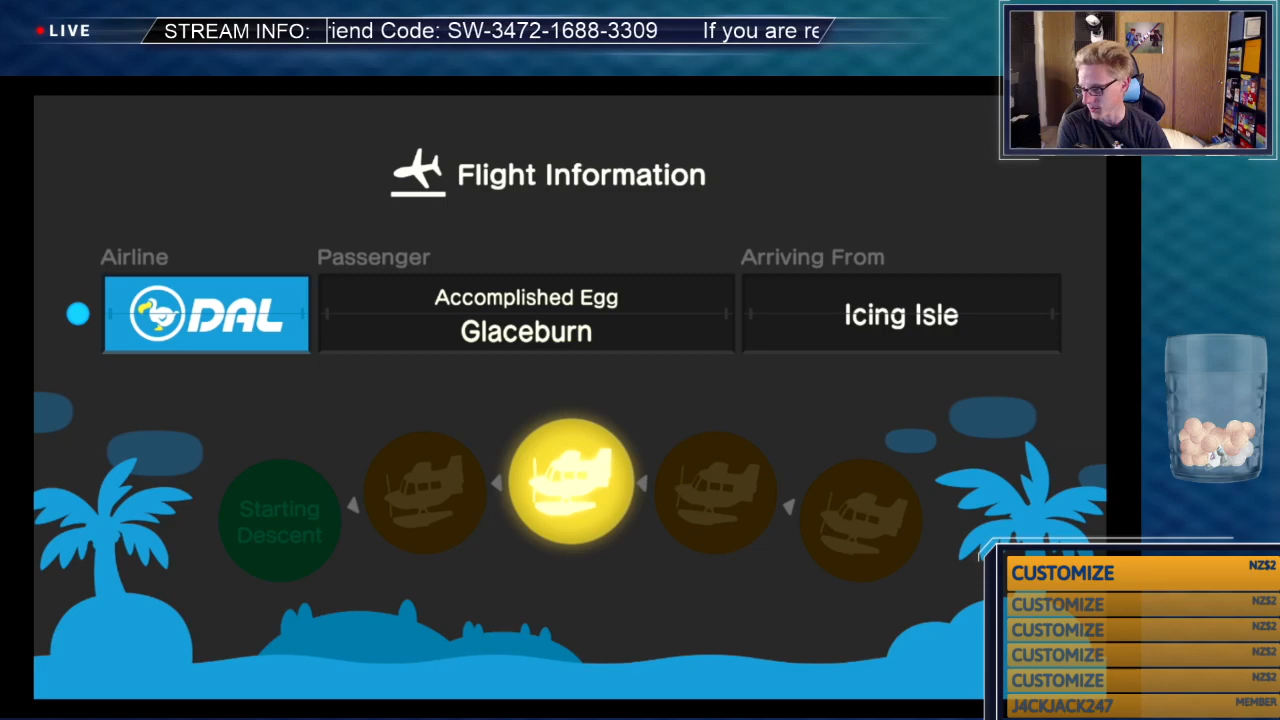 LIVE
STREAM INFO:
riend Code: SW-3472-1688-3309 If you are re
Flight Information
Airline
Passenger
Arriving From
DAL
Accomplished Egg
Glaceburn
Icing Isle
Starting
Descent
CUSTOMIZE NZ$2
CUSTOMIZE NZ$2
CUSTOMIZE NZ$2
CUSTOMIZE NZ$2
CUSTOMIZE NZ$2
J4CKJACK247 MEMBER